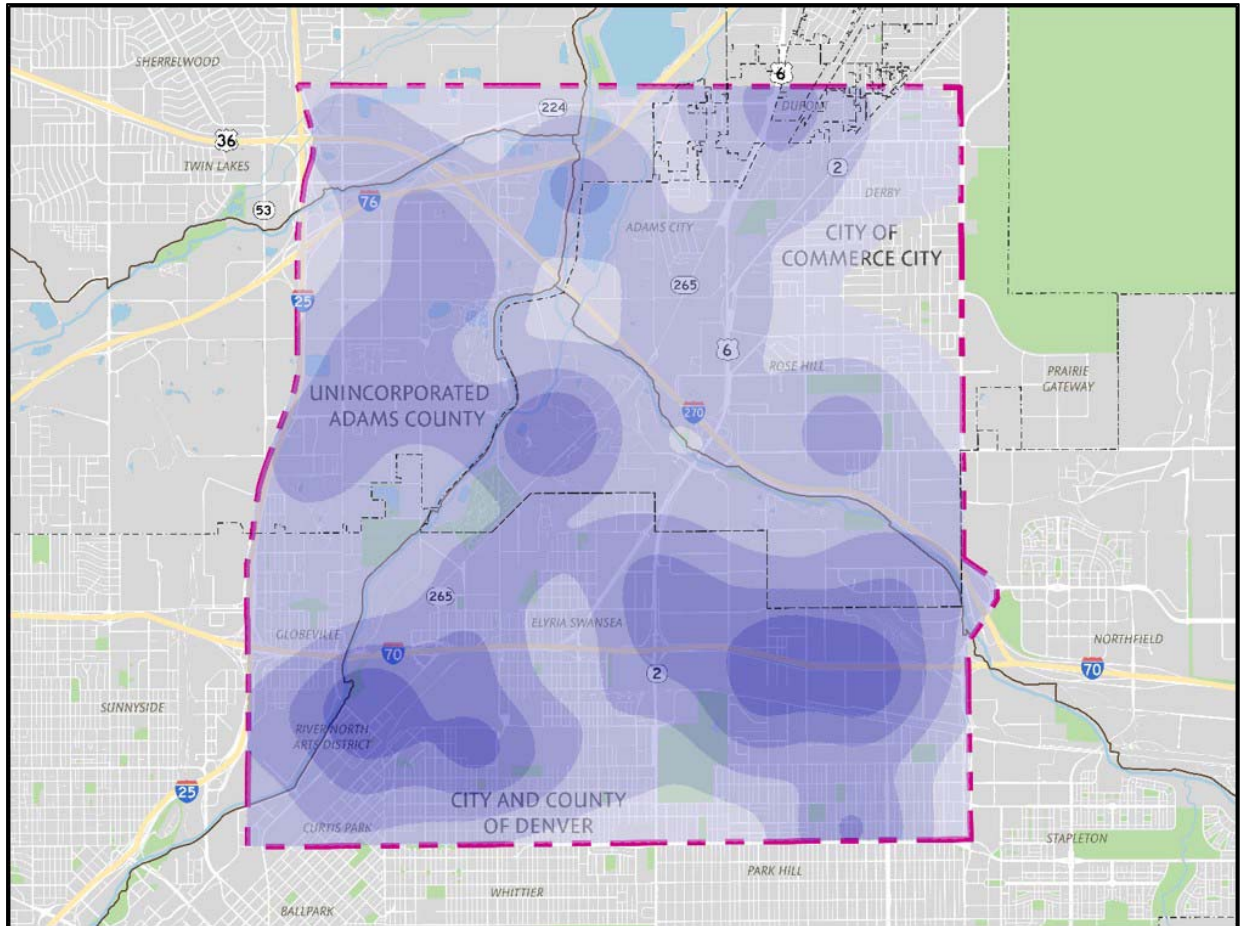 SHERRELWOOD
6
DUPONT
224
36
TWIN LAKES
2
76
DERBY
53
ADAMS CITY
CITY OF
COMMERCE CITY
265
25
6
ROSE HILL
PRAIRIE
GATEWAY
UNINCORPORATED
ADAMS COUNTY
270
265
ELYRIA SWANSEA
GLOBEVILLE
NORTHFIELD
70
70
2
SUNNYSIDE
RIVER NORTH
ARTS DISTRICT
25
CITY AND COUNTY
OF DENVER
CURTIS PARK
STAPLETON
PARK HILL
WHITTIER
BALLPARK